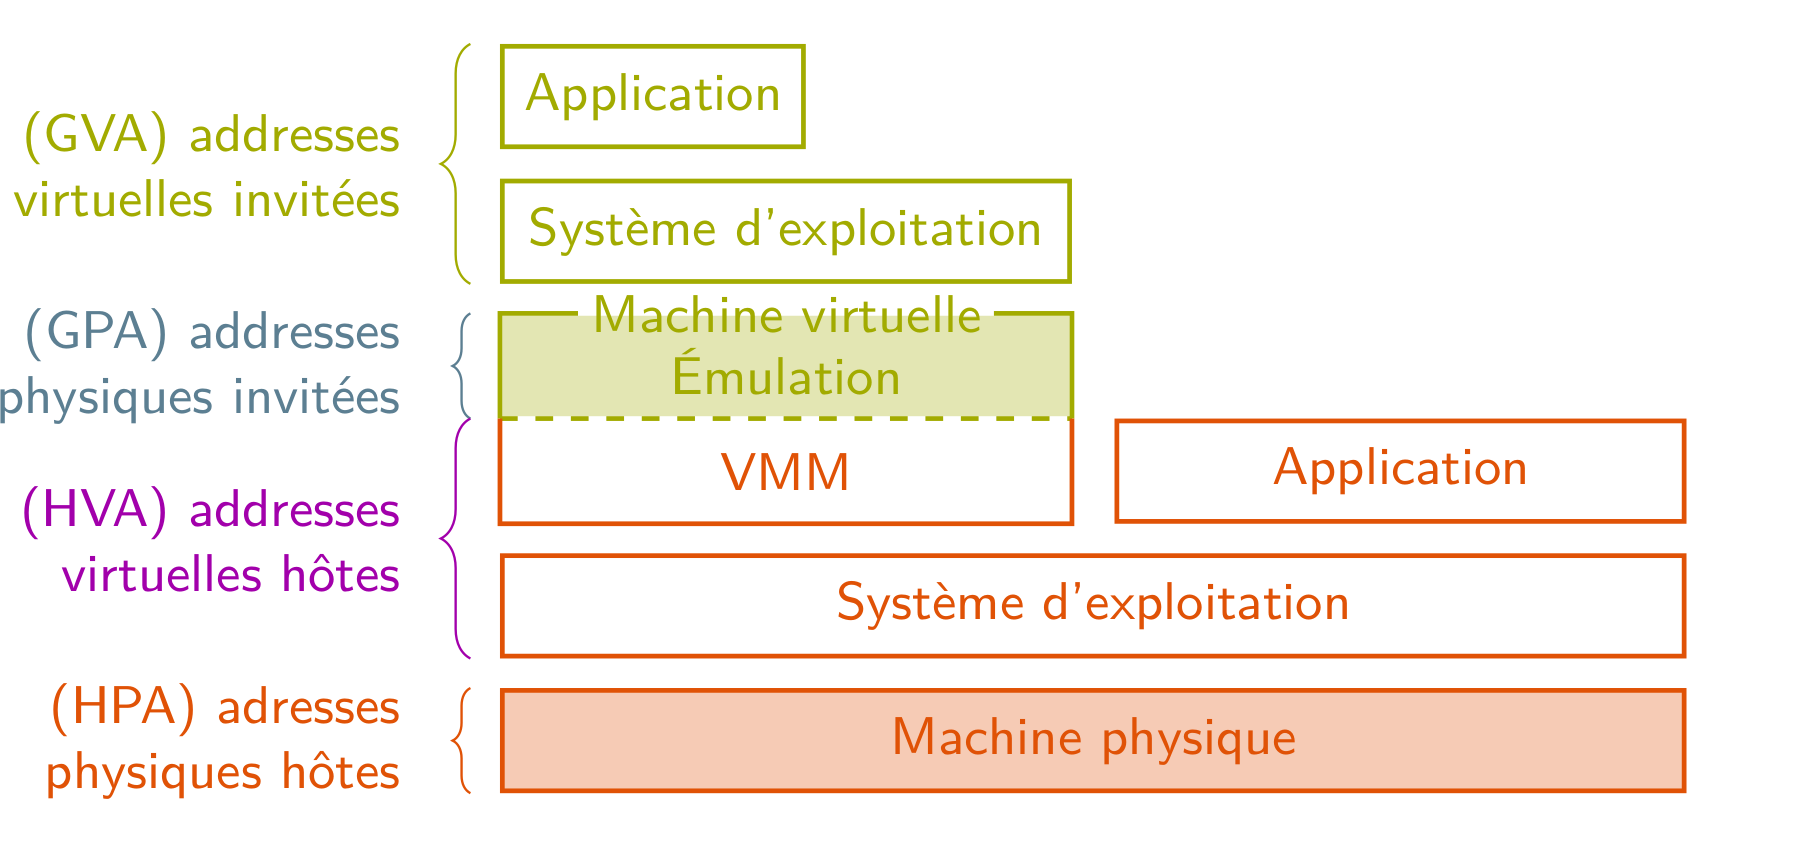 Application
(GVA) addresses
virtuelles invitées
Système d'exploitation
Machine virtuelle
(GPA) addresses
physiques invitées
Émulation
VMM
Application
(HVA) addresses
virtuelles hôtes
Système d'exploitation
(HPA) adresses
physiques hôtes
Machine physique